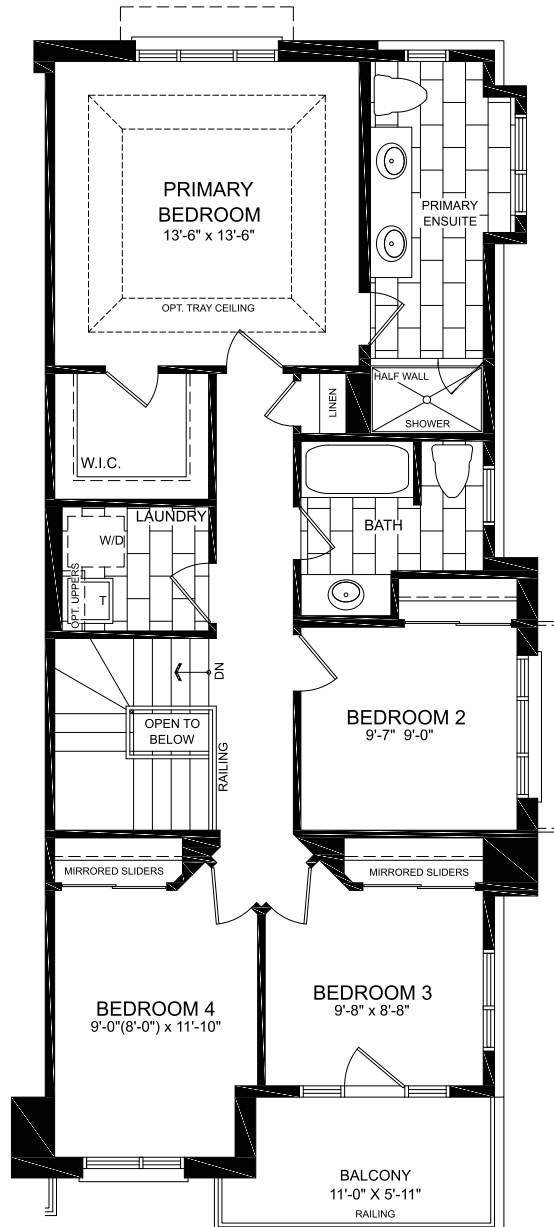 PRIMARY
BEDROOM
13'-6" x 13'-6"
OPT. TRAY CEILING
PRIMARY
ENSUITE
HALF WALL
SHOWER
LINEN
W.I.C.
LAUNDRY
W/D
OPT. UPPERS
T
BATH
DN
OPEN TO
BELOW
RAILING
BEDROOM 2
9'-7" 9'-0"
MIRRORED SLIDERS
MIRRORED SLIDERS
BEDROOM 4
9'-0"(8'-0") x 11'-10"
BEDROOM 3
9'-8" x 8'-8"
BALCONY
11'-0" X 5'-11"
RAILING